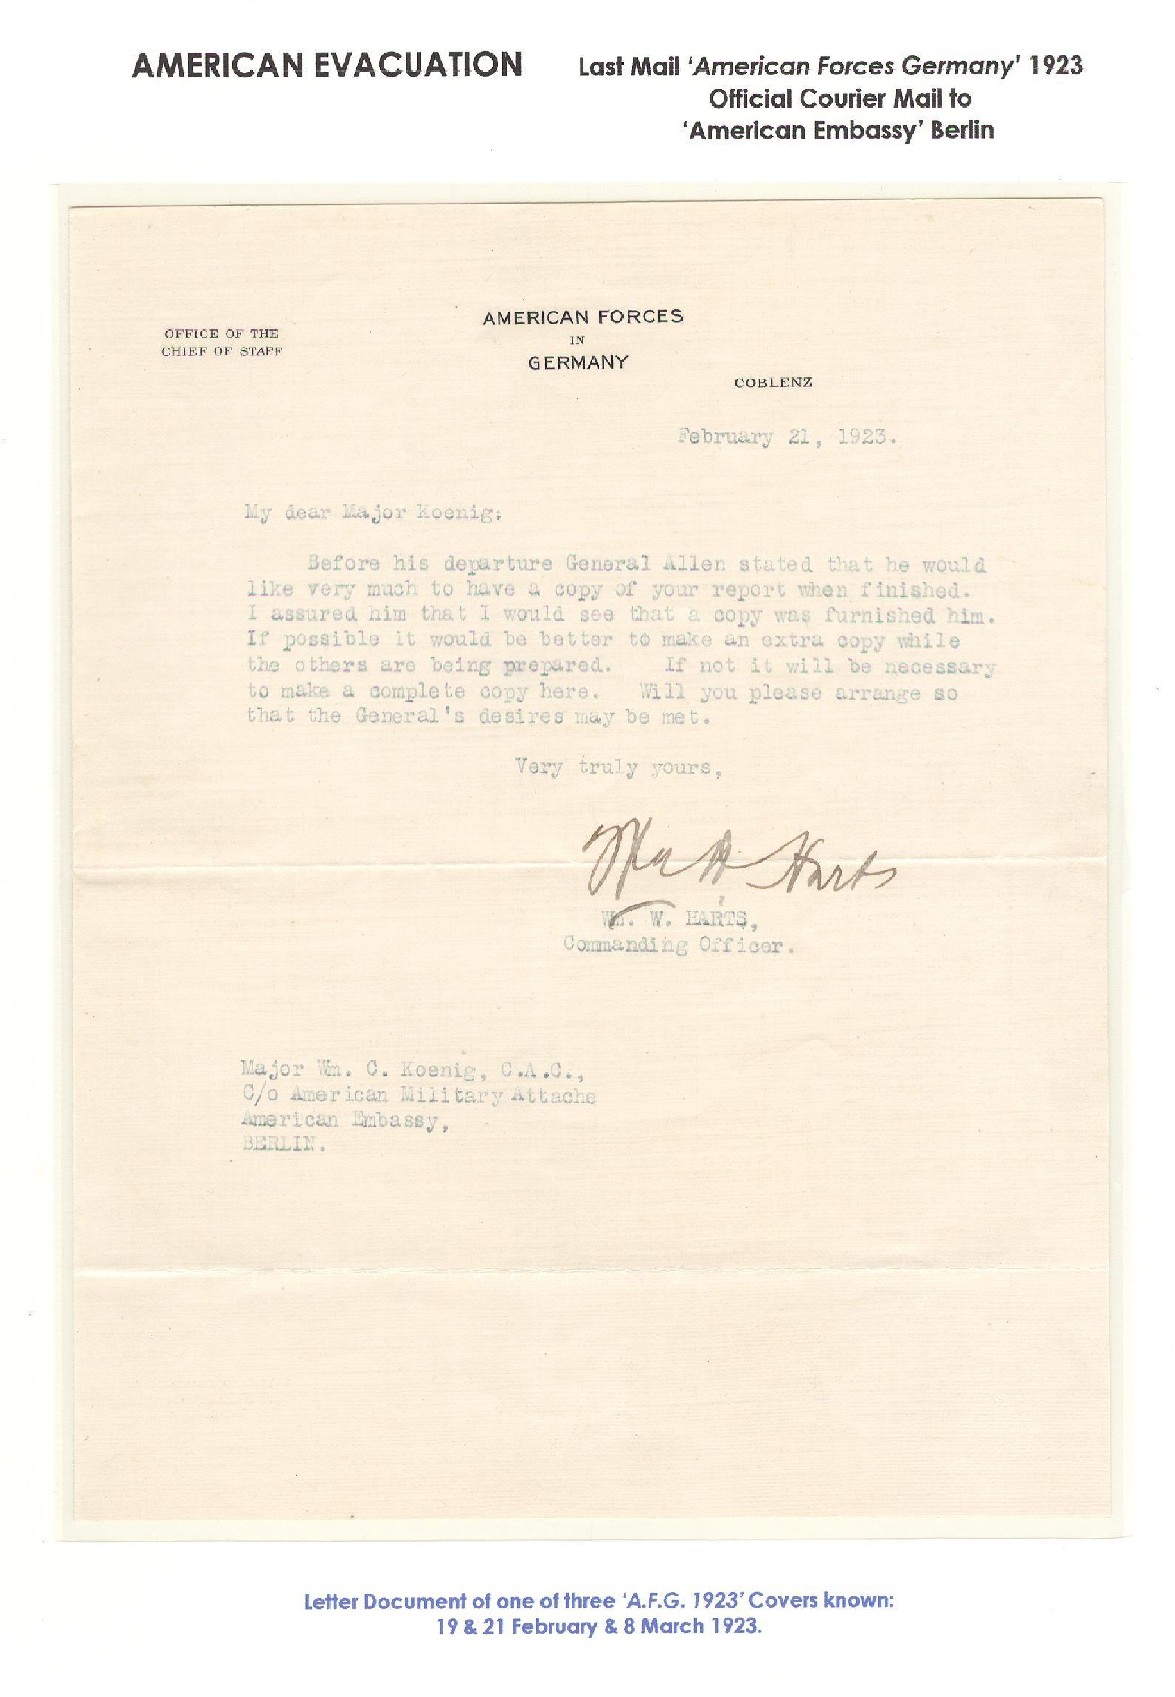 AMERICAN EVACUATION
Last Mail ‘American Forces Germany’ 1923
Official Courier Mail to
‘American Embassy’ Berlin
OFFICE OF THE
CHIEF OF STAFF
AMERICAN FORCES
IN
GERMANY
COBLENZ
February 21, 1923.
My dear Major Koenig:
Before his departure General Allen stated that he would
like very much to have a copy of your report when finished.
I assured him that I would see that a copy was furnished him.
If possible it would be better to make an extra copy while
the others are being prepared. If not it will be necessary
to make a complete copy here. Will you please arrange so
that the General's desires may be met.
Very truly yours,
Wm W Harts
Wm. W. HARTS,
Commanding Officer.
Major Wm. C. Koenig, C.A.C.,
C/o American Military Attache
American Embassy,
BERLIN.
Letter Document of one of three ‘A.F.G. 1923’ Covers known:
19 & 21 February & 8 March 1923.